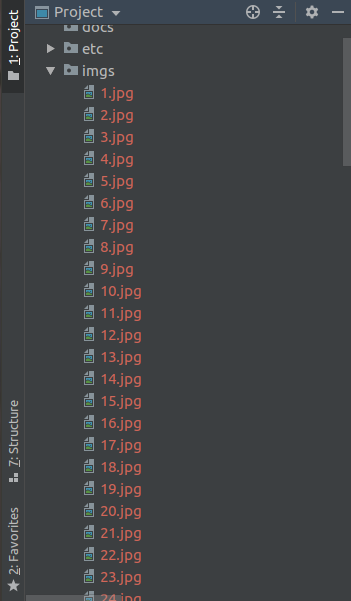 Project
1: Project
docs
etc
imgs
1.jpg
2.jpg
3.jpg
4.jpg
5.jpg
6.jpg
7.jpg
8.jpg
9.jpg
10.jpg
11.jpg
12.jpg
13.jpg
14.jpg
15.jpg
16.jpg
17.jpg
18.jpg
19.jpg
20.jpg
21.jpg
22.jpg
23.jpg
24.jpg
7: Structure
2: Favorites